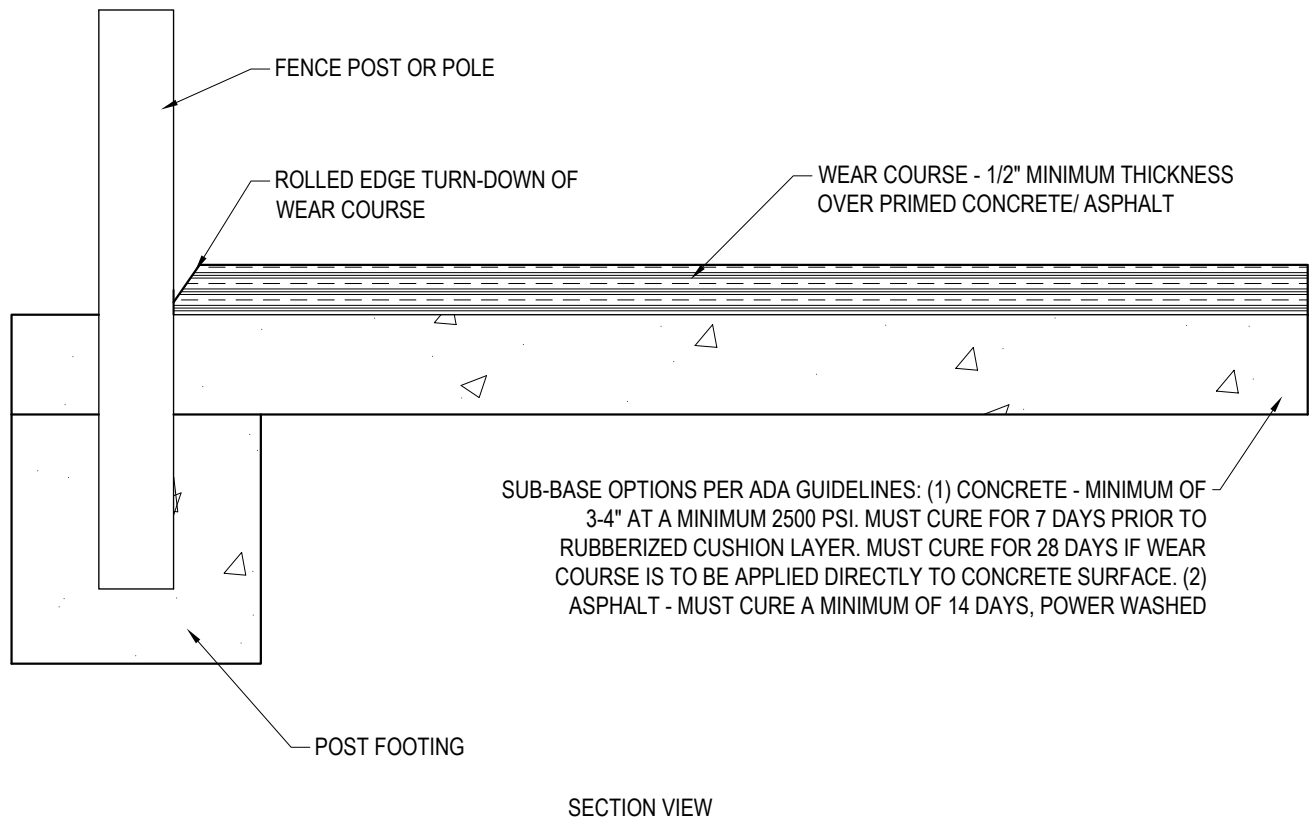 FENCE POST OR POLE
ROLLED EDGE TURN-DOWN OF
WEAR COURSE
WEAR COURSE - 1/2" MINIMUM THICKNESS
OVER PRIMED CONCRETE/ ASPHALT
SUB-BASE OPTIONS PER ADA GUIDELINES: (1) CONCRETE - MINIMUM OF
3-4" AT A MINIMUM 2500 PSI. MUST CURE FOR 7 DAYS PRIOR TO
RUBBERIZED CUSHION LAYER. MUST CURE FOR 28 DAYS IF WEAR
COURSE IS TO BE APPLIED DIRECTLY TO CONCRETE SURFACE. (2)
ASPHALT - MUST CURE A MINIMUM OF 14 DAYS, POWER WASHED
POST FOOTING
SECTION VIEW